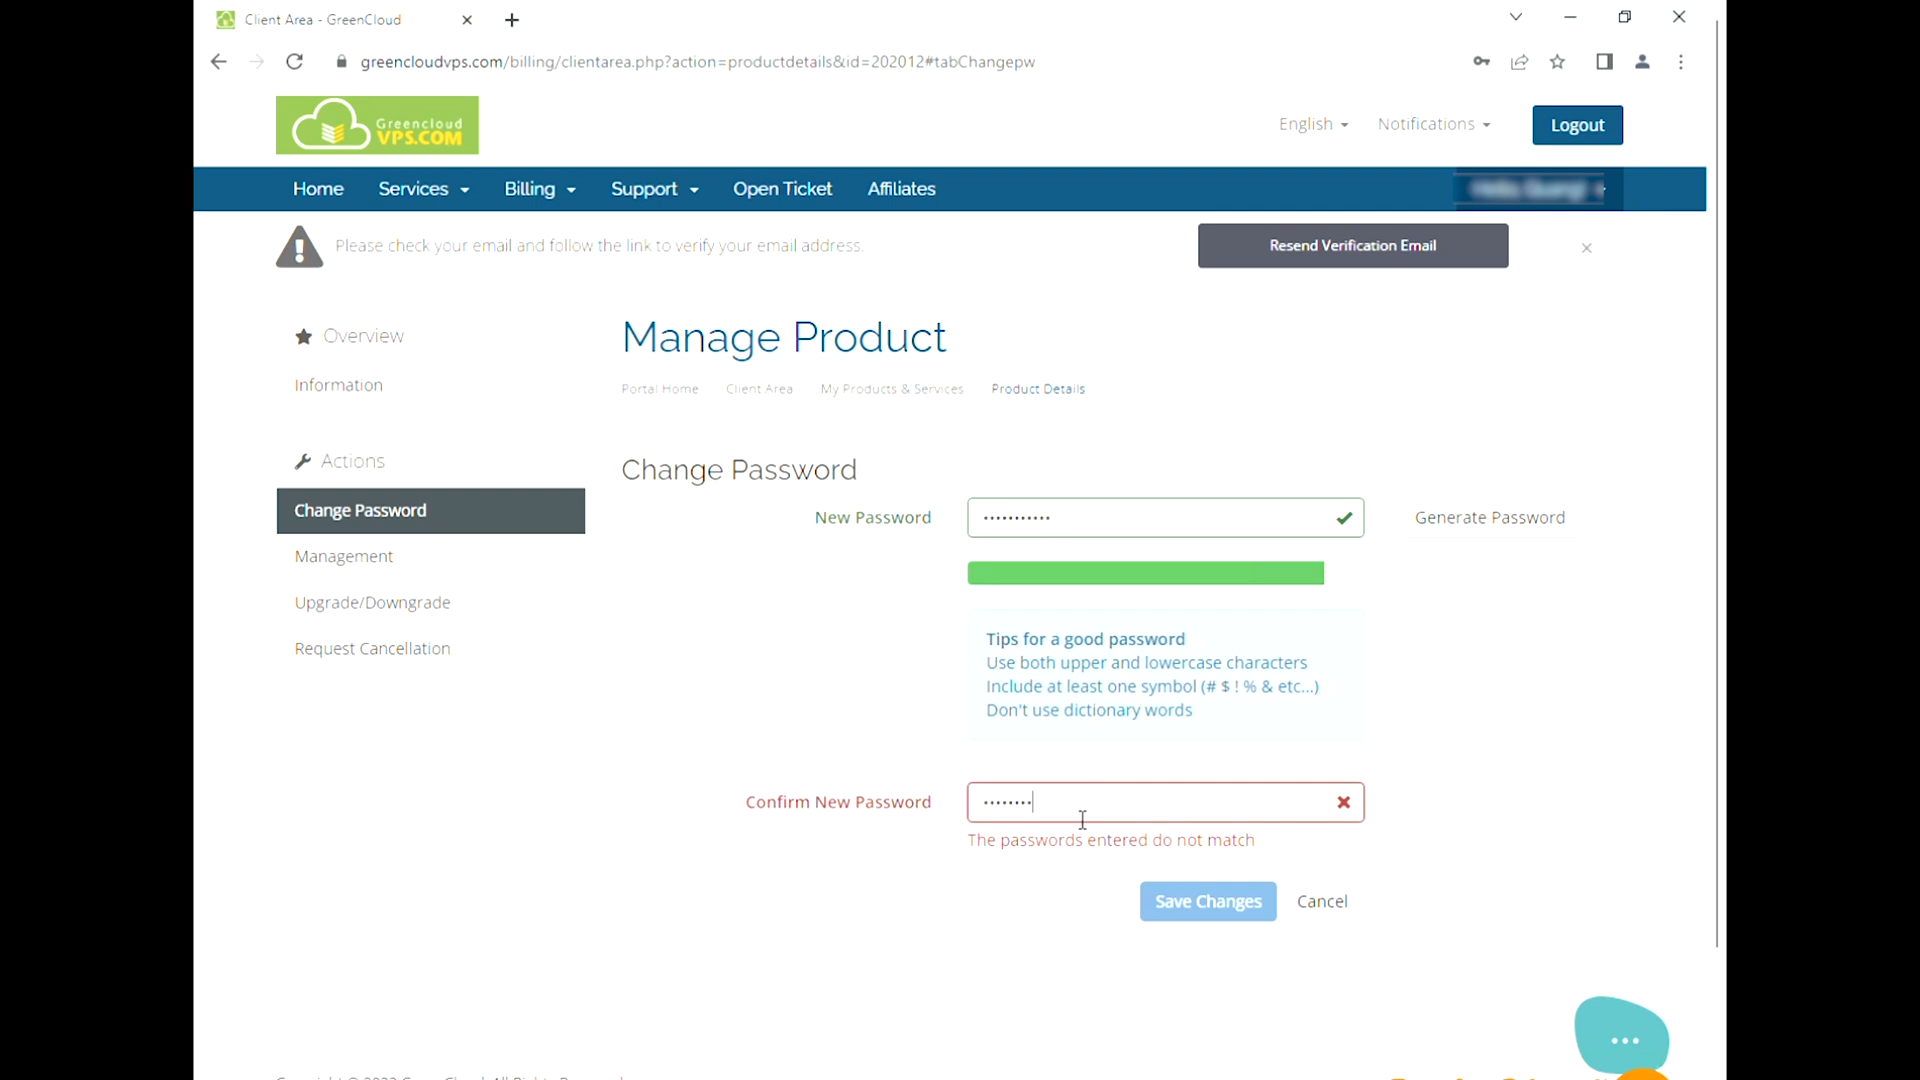 Client Area - GreenCloud
greencloudvps.com/billing/clientarea.php?action=productdetails&id=202012#tabChangepw
Greencloud
VPS.COM
English
Notifications
Logout
Home
Services
Billing
Support
Open Ticket
Affiliates
Please check your email and follow the link to verify your email address.
Resend Verification Email
Overview
Information
Actions
Change Password
Management
Upgrade/Downgrade
Request Cancellation
Manage Product
Portal Home
Client Area
My Products & Services
Product Details
Change Password
New Password
Generate Password
Tips for a good password
Use both upper and lowercase characters
Include at least one symbol (# $ ! % & etc...)
Don't use dictionary words
Confirm New Password
The passwords entered do not match
Save Changes
Cancel